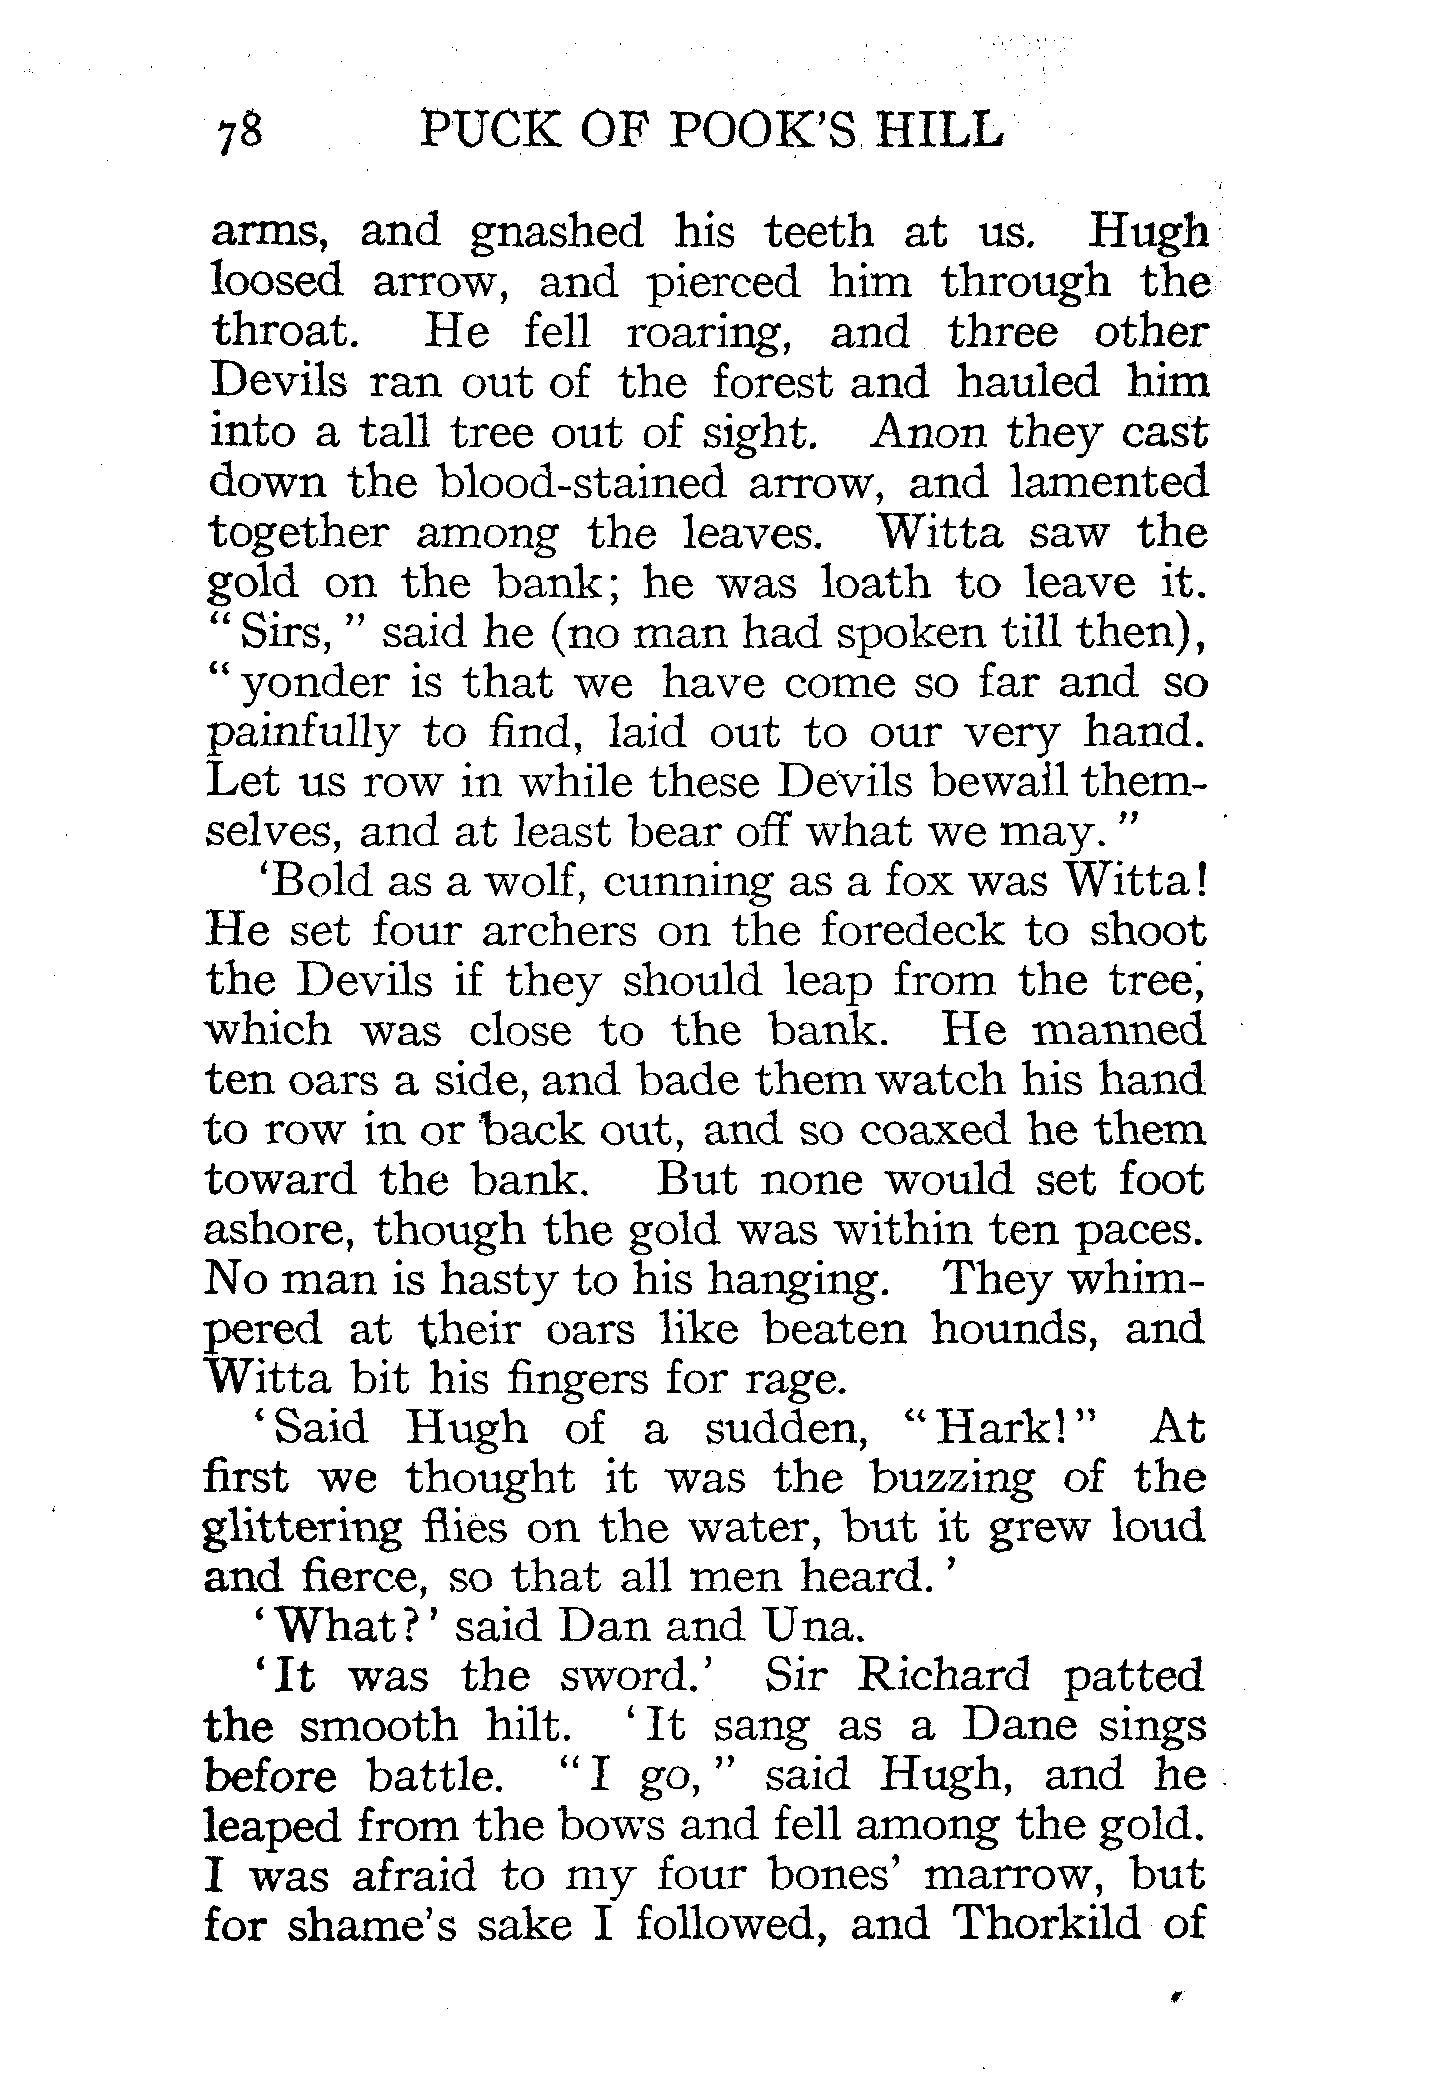 78 PUCK OF POOK'S HILL
arms, and gnashed his teeth at us. Hugh
loosed arrow, and pierced him through the
throat. He fell roaring, and three other
Devils ran out of the forest and hauled him
into a tall tree out of sight. Anon they cast
down the blood-stained arrow, and lamented
together among the leaves. Witta saw the
gold on the bank; he was loath to leave it.
“Sirs,” said he (no man had spoken till then),
“yonder is that we have come so far and so
painfully to find, laid out to our very hand.
Let us row in while these Devils bewail them-
selves, and at least bear off what we may.”
‘Bold as a wolf, cunning as a fox was Witta!
He set four archers on the foredeck to shoot
the Devils if they should leap from the tree,
which was close to the bank. He manned
ten oars a side, and bade them watch his hand
to row in or back out, and so coaxed he them
toward the bank. But none would set foot
ashore, though the gold was within ten paces.
No man is hasty to his hanging. They whim-
pered at their oars like beaten hounds, and
Witta bit his fingers for rage.
‘Said Hugh of a sudden, “Hark!” At
first we thought it was the buzzing of the
glittering flies on the water, but it grew loud
and fierce, so that all men heard.’
‘What?’ said Dan and Una.
‘It was the sword.’ Sir Richard patted
the smooth hilt. ‘It sang as a Dane sings
before battle. “I go,” said Hugh, and he
leaped from the bows and fell among the gold.
I was afraid to my four bones’ marrow, but
for shame's sake I followed, and Thorkild of